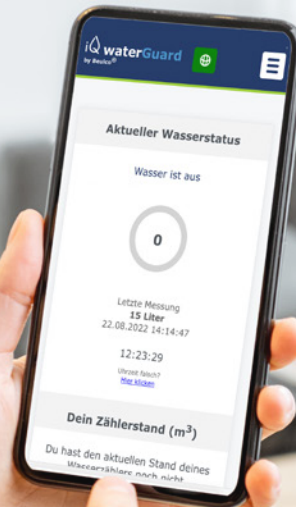 iQ waterGuard
by Beulco®
Aktueller Wasserstatus
Wasser ist aus
0
Letzte Messung
15 Liter
22.08.2022 14:14:47
12:23:29
Uhrzeit falsch?
Hier klicken
Dein Zählerstand (m³)
Du hast den aktuellen Stand deines
Wasserzählers noch nicht